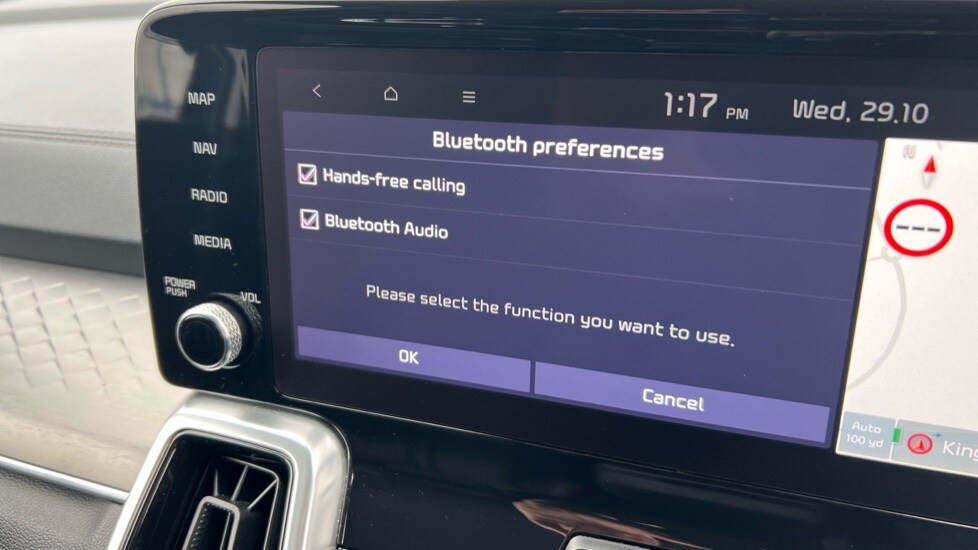 MAP
NAV
RADIO
MEDIA
POWER
PUSH
VOL
1:17 PM
Wed, 29.10
Bluetooth preferences
Hands-free calling
Bluetooth Audio
Please select the function you want to use.
OK
Cancel
N
---
Auto
100 yd